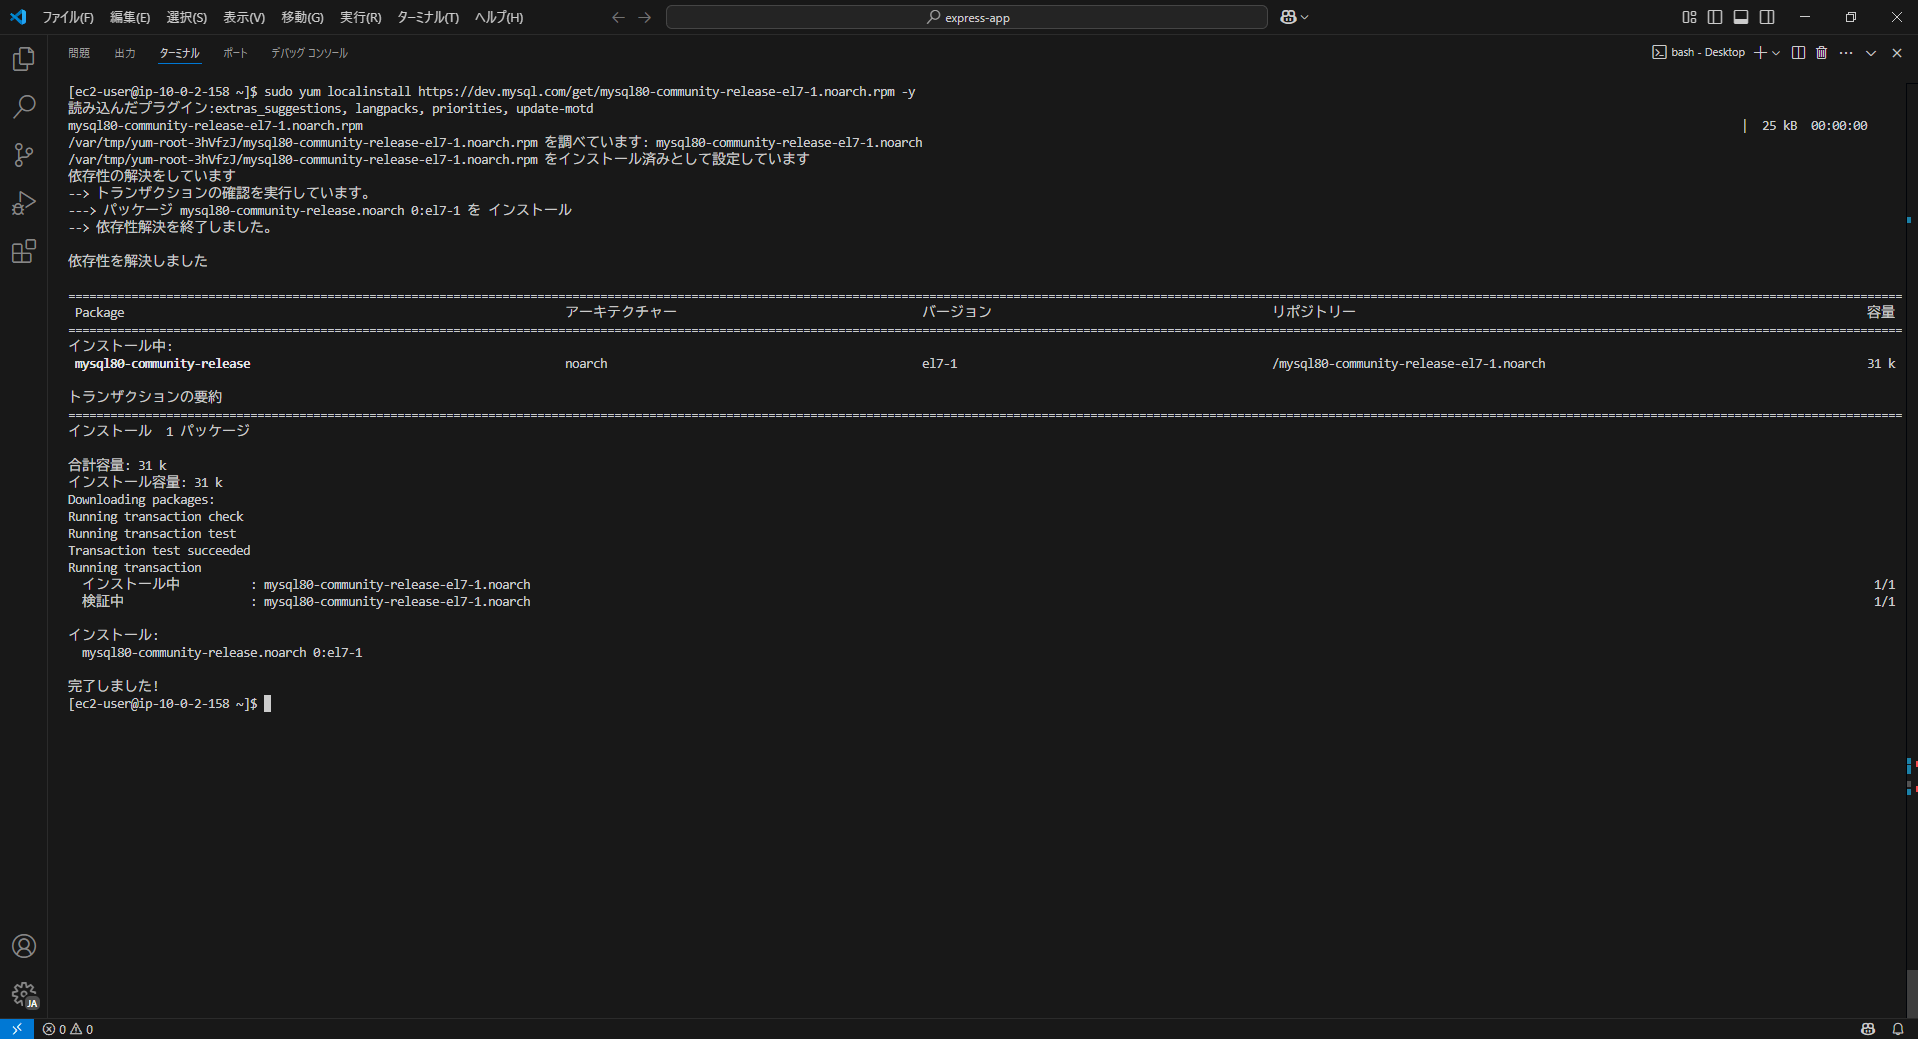 ファイル(F) 編集(E) 選択(S) 表示(V) 移動(G) 実行(R) ターミナル(T) ヘルプ(H) express-app
問題 出力 ターミナル ポート デバッグ コンソール bash - Desktop
[ec2-user@ip-10-0-2-158 ~]$ sudo yum localinstall https://dev.mysql.com/get/mysql80-community-release-el7-1.noarch.rpm -y
読み込んだプラグイン:extras_suggestions, langpacks, priorities, update-motd
mysql80-community-release-el7-1.noarch.rpm | 25 kB 00:00:00
/var/tmp/yum-root-3hVfzJ/mysql80-community-release-el7-1.noarch.rpm を調べています: mysql80-community-release-el7-1.noarch
/var/tmp/yum-root-3hVfzJ/mysql80-community-release-el7-1.noarch.rpm をインストール済みとして設定しています
依存性の解決をしています
--> トランザクションの確認を実行しています。
---> パッケージ mysql80-community-release.noarch 0:el7-1 を インストール
--> 依存性解決を終了しました。
依存性を解決しました
Package アーキテクチャー バージョン リポジトリー 容量
インストール中:
mysql80-community-release noarch el7-1 /mysql80-community-release-el7-1.noarch 31 k
トランザクションの要約
インストール 1 パッケージ
合計容量: 31 k
インストール容量: 31 k
Downloading packages:
Running transaction check
Running transaction test
Transaction test succeeded
Running transaction
インストール中 : mysql80-community-release-el7-1.noarch 1/1
検証中 : mysql80-community-release-el7-1.noarch 1/1
インストール:
mysql80-community-release.noarch 0:el7-1
完了しました!
[ec2-user@ip-10-0-2-158 ~]$
JA
0 0